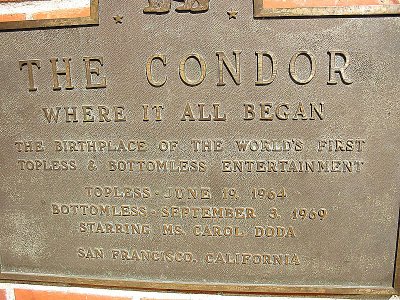 THE CONDOR
WHERE IT ALL BEGAN
THE BIRTHPLACE OF THE WORLD'S FIRST
TOPLESS & BOTTOMLESS ENTERTAINMENT
TOPLESS - JUNE 19, 1964
BOTTOMLESS - SEPTEMBER 3, 1969
STARRING MS. CAROL DODA
SAN FRANCISCO, CALIFORNIA